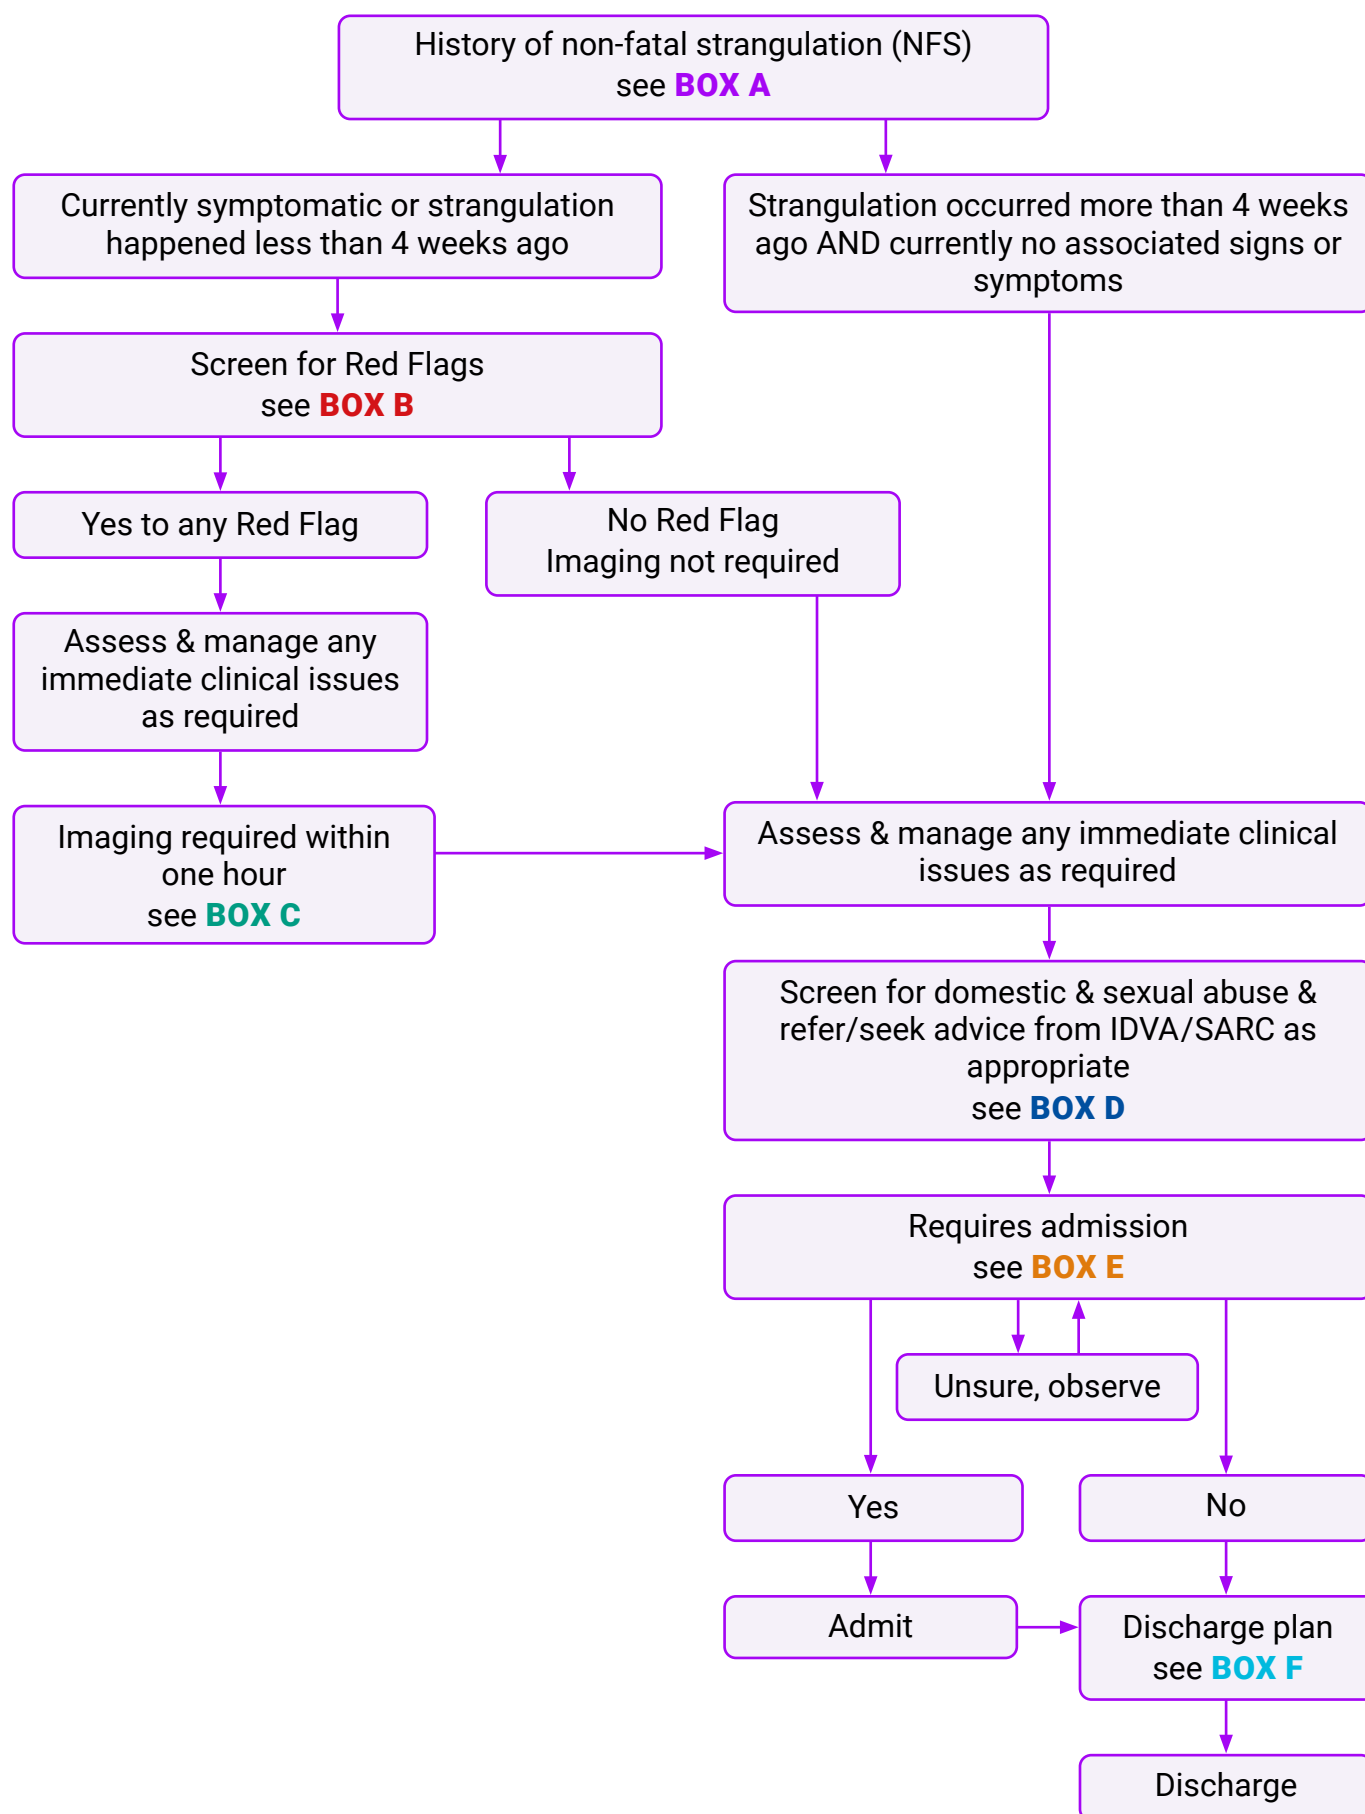 History of non-fatal strangulation (NFS)
see BOX A
Currently symptomatic or strangulation
happened less than 4 weeks ago
Strangulation occurred more than 4 weeks
ago AND currently no associated signs or
symptoms
Screen for Red Flags
see BOX B
Yes to any Red Flag
No Red Flag
Imaging not required
Assess & manage any
immediate clinical issues
as required
Imaging required within
one hour
see BOX C
Assess & manage any immediate clinical
issues as required
Screen for domestic & sexual abuse &
refer/seek advice from IDVA/SARC as
appropriate
see BOX D
Requires admission
see BOX E
Unsure, observe
Yes
No
Admit
Discharge plan
see BOX F
Discharge